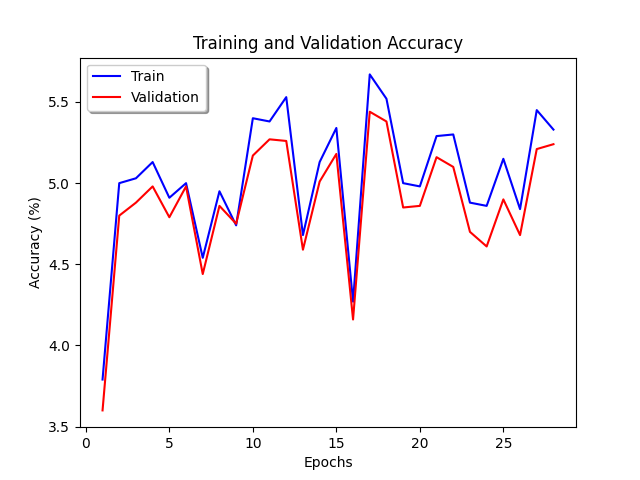 Training and Validation Accuracy
Train
Validation
Accuracy (%)
5.5
5.0
4.5
4.0
3.5
0 5 10 15 20 25
Epochs